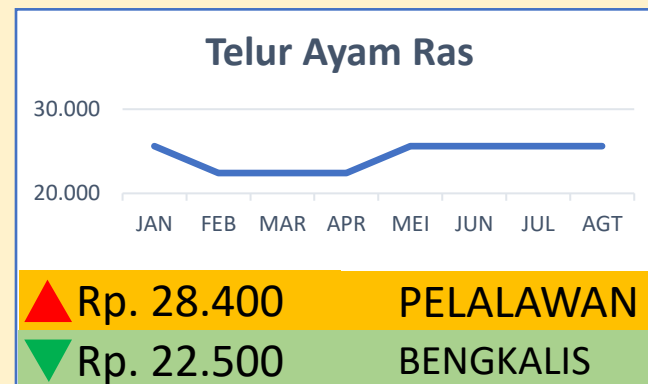 Telur Ayam Ras
30.000
20.000
JAN FEB MAR APR MEI JUN JUL AGT
Rp. 28.400 PELALAWAN
Rp. 22.500 BENGKALIS